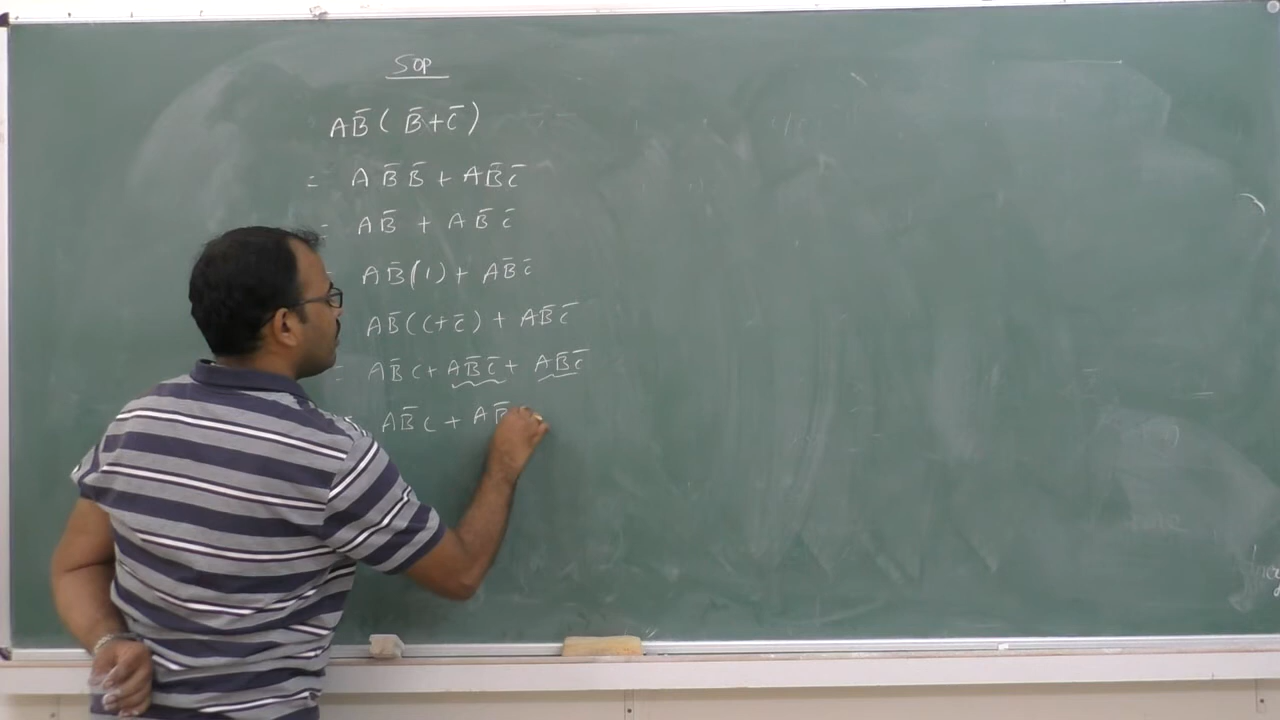 SOP
AB̄ ( B̄+C̄ )
= A B̄ B̄ + AB̄C̄
= AB̄ + AB̄C̄
= AB̄(1) + AB̄C̄
AB̄(C+C̄) + AB̄C̄
= AB̄C + AB̄C̄ + AB̄C̄
= AB̄C + AB̄